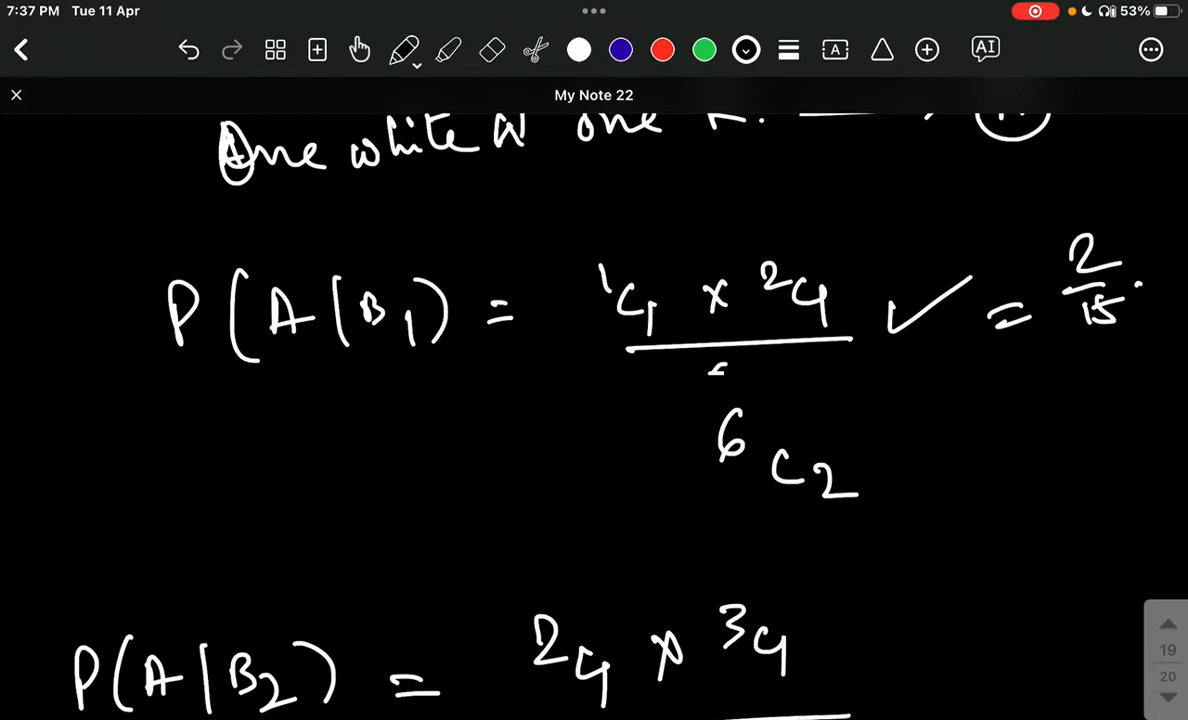 7:37 PM Tue 11 Apr 53%
A AI
My Note 22
One white one
P(A|B₁) = ¹C₁ × ²C₁ ✓ = 2/15.
⁶C₂
P(A|B₂) = ²C₁ × ³C₁
19
20